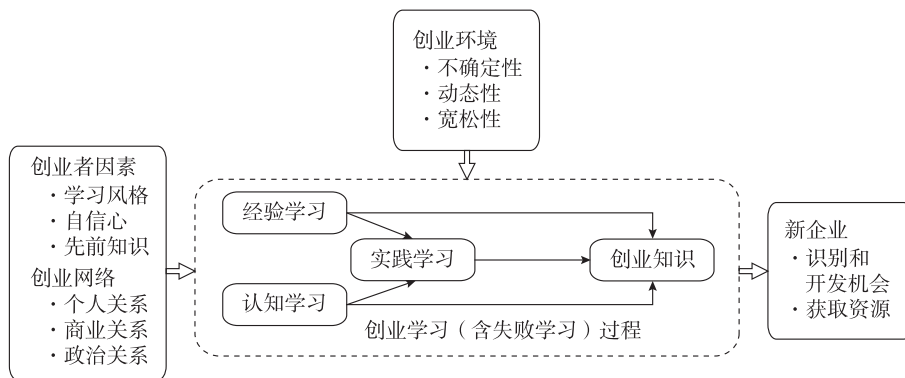 创业环境
·不确定性
·动态性
·宽松性
创业者因素
·学习风格
·自信心
·先前知识
创业网络
·个人关系
·商业关系
·政治关系
经验学习
实践学习
认知学习
创业知识
创业学习（含失败学习）过程
新企业
·识别和
开发机会
·获取资源